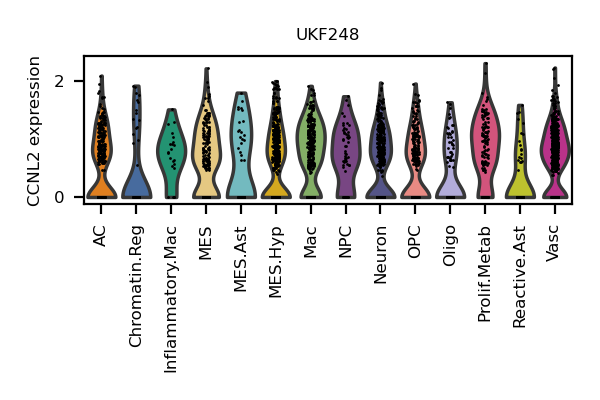 UKF248
CCNL2 expression
2
0
AC
Chromatin.Reg
Inflammatory.Mac
MES
MES.Ast
MES.Hyp
Mac
NPC
Neuron
OPC
Oligo
Prolif.Metab
Reactive.Ast
Vasc